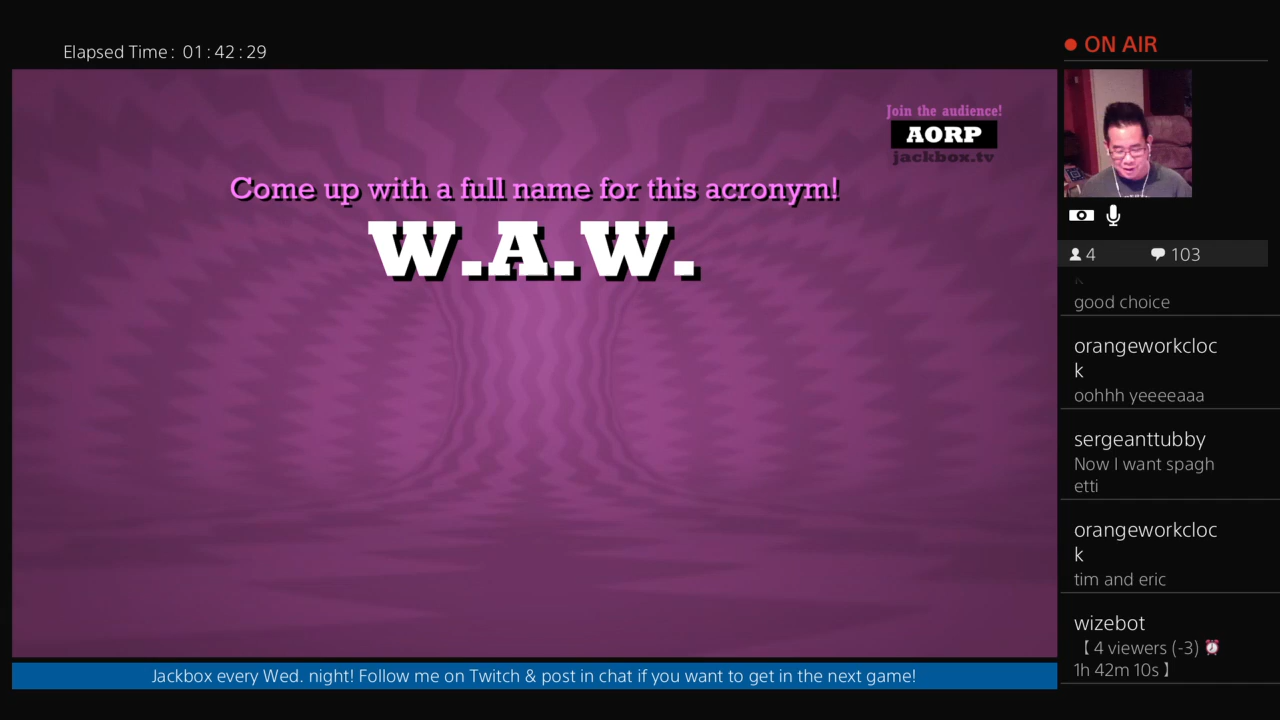 Elapsed Time: 01:42:29
ON AIR
Join the audience!
AORP
jackbox.tv
Come up with a full name for this acronym!
W.A.W.
4 103
good choice
orangeworkcloc
k
oohhh yeeeeaaa
sergeanttubby
Now I want spagh
etti
orangeworkcloc
k
tim and eric
wizebot
【4 viewers (-3) ⏰
1h 42m 10s】
Jackbox every Wed. night! Follow me on Twitch & post in chat if you want to get in the next game!